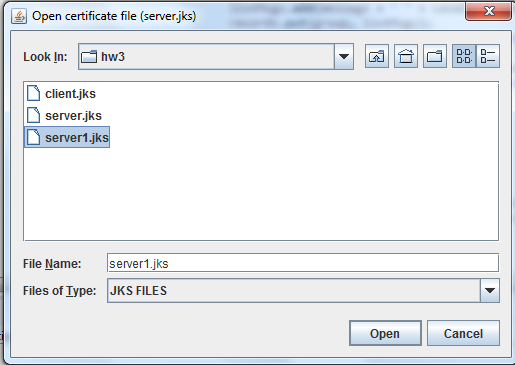 Open certificate file (server.jks)
Look In: hw3
client.jks
server.jks
server1.jks
File Name: server1.jks
Files of Type: JKS FILES
Open Cancel